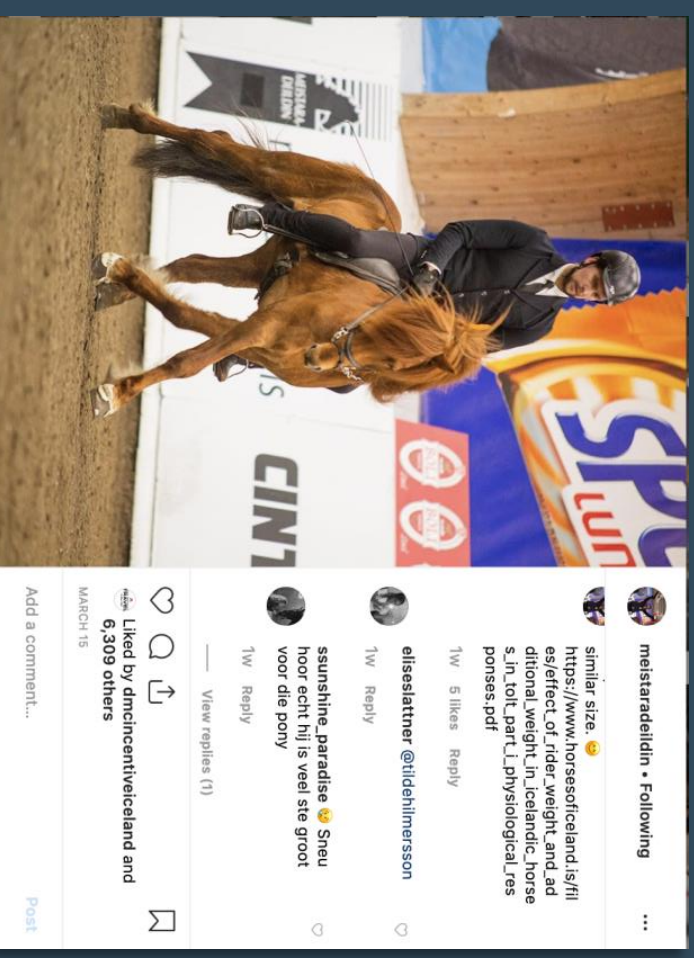 MEISTARA-
DEILDIN
SPO
LUN
CINT
S
meistaradeildin • Following
similar size. 😊
https://www.horsesoficeland.is/fil
es/effect_of_rider_weight_and_ad
ditional_weight_in_icelandic_horse
s_in_tolt_part_i_physiological_res
ponses.pdf
1w 5 likes Reply
eliseslattner @tildehilmersson
1w Reply
ssunshine_paradise 😢 Sneu
hoor echt hij is veel ste groot
voor die pony
1w Reply
View replies (1)
Liked by dmcincentiveiceland and
6,309 others
MARCH 15
Add a comment... Post